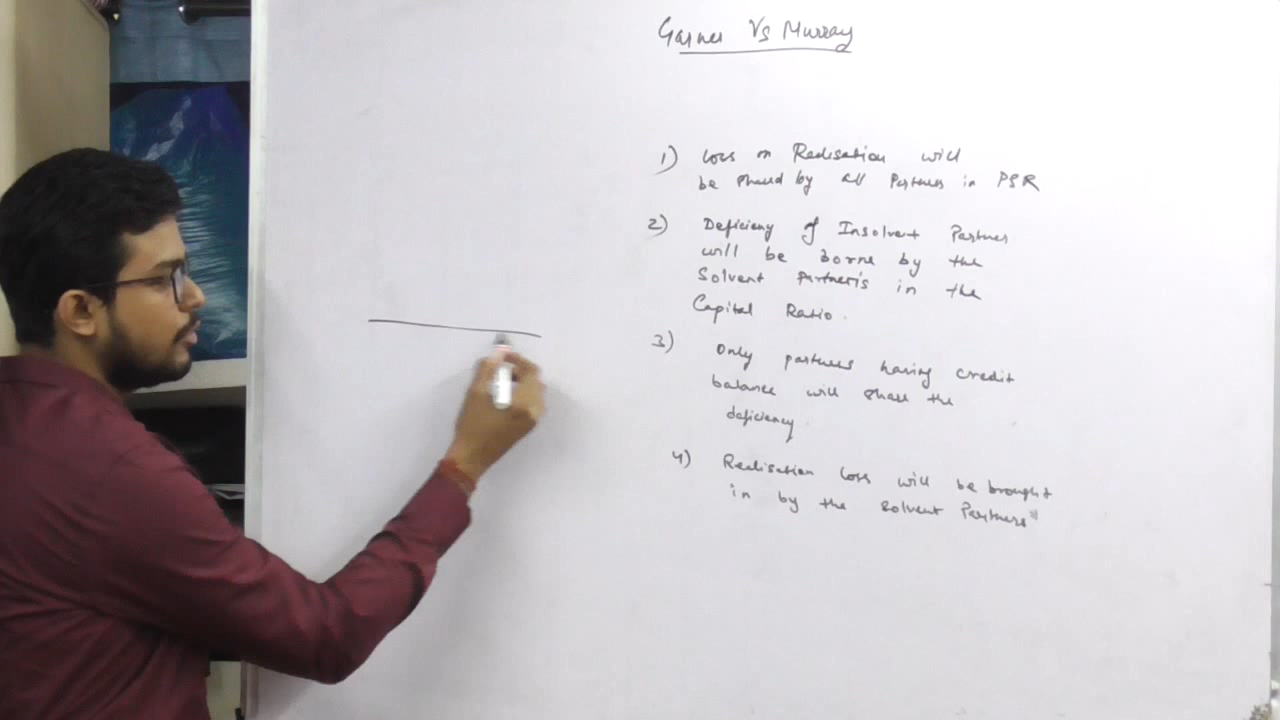 Garner Vs Murray
1) Loss on Realisation will
be shared by all Partners in PSR
2) Deficiency of Insolvent Partner
will be borne by the
Solvent Partner's in the
Capital Ratio.
3) Only partners having credit
balance will share the
deficiency.
4) Realisation loss will be brought
in by the solvent Partners*